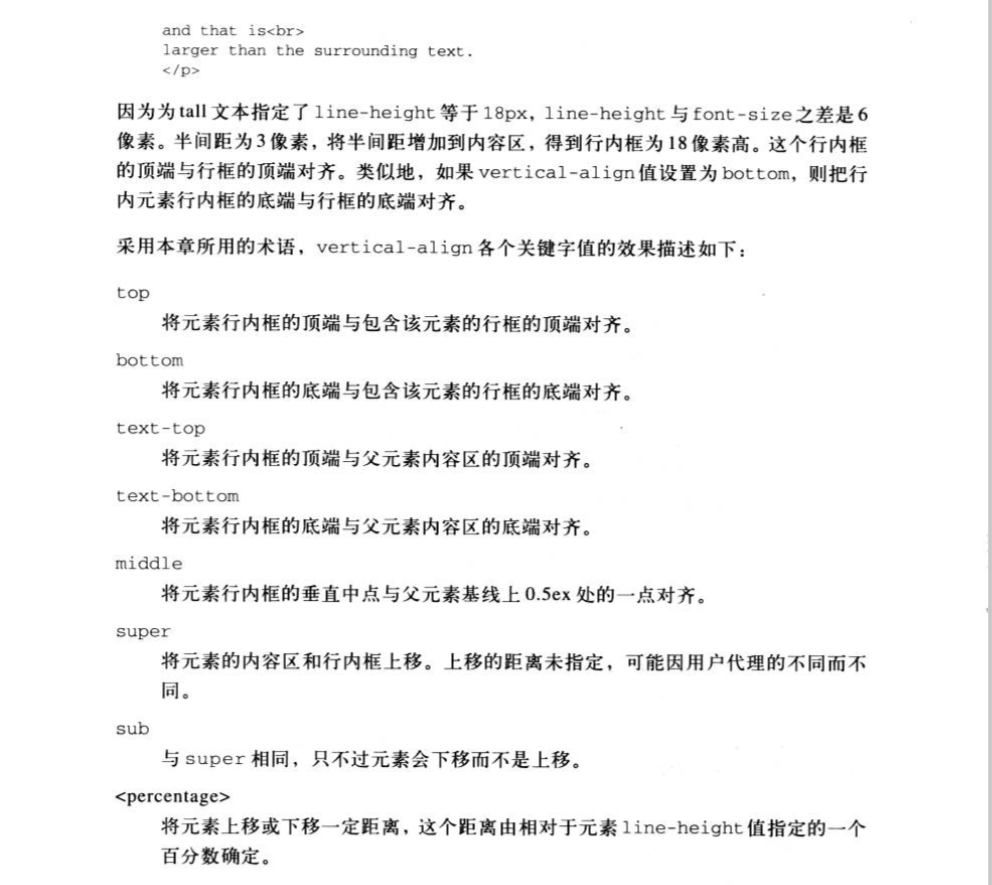 and that is<br>
larger than the surrounding text.
</p>
因为为tall文本指定了line-height等于18px，line-height与font-size之差是6
像素。半间距为3像素，将半间距增加到内容区，得到行内框为18像素高。这个行内框
的顶端与行框的顶端对齐。类似地，如果vertical-align值设置为bottom，则把行
内元素行内框的底端与行框的底端对齐。
采用本章所用的术语，vertical-align各个关键字值的效果描述如下：
top
将元素行内框的顶端与包含该元素的行框的顶端对齐。
bottom
将元素行内框的底端与包含该元素的行框的底端对齐。
text-top
将元素行内框的顶端与父元素内容区的顶端对齐。
text-bottom
将元素行内框的底端与父元素内容区的底端对齐。
middle
将元素行内框的垂直中点与父元素基线上0.5ex处的一点对齐。
super
将元素的内容区和行内框上移。上移的距离未指定，可能因用户代理的不同而不
同。
sub
与super相同，只不过元素会下移而不是上移。
<percentage>
将元素上移或下移一定距离，这个距离由相对于元素line-height值指定的一个
百分数确定。